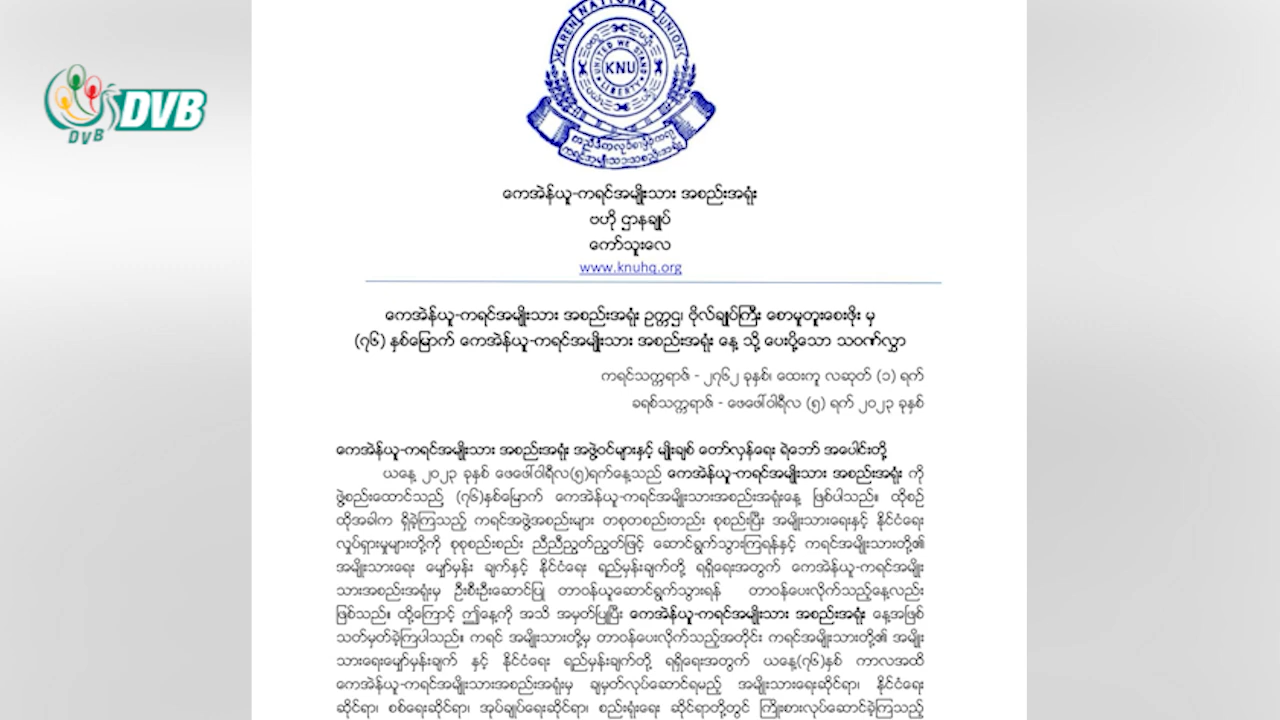 DVB
DVB
KAREN NATIONAL UNION
UNITED WE STAND
KNU
LIBERTY
ကရင်အမျိုးသားအစည်းအရုံး
ကေအဲန်ယူ-ကရင်အမျိုးသား အစည်းအရုံး
ဗဟို ဌာနချုပ်
ကော်သူးလေ
www.knuhq.org
ကေအဲန်ယူ-ကရင်အမျိုးသား အစည်းအရုံး ဥက္ကဌ၊ ဗိုလ်ချုပ်ကြီး စောမူတူးစေးဖိုး မှ
(၇၆) နှစ်မြောက် ကေအဲန်ယူ-ကရင်အမျိုးသား အစည်းအရုံး နေ့ သို့ ပေးပို့သော သဝဏ်လွှာ
ကရင်သက္ကရာဇ် - ၂၇၆၂ ခုနှစ်၊ ထေးကူ လဆုတ် (၁) ရက်
ခရစ်သက္ကရာဇ် - ဖေဖေါ်ဝါရီလ (၅) ရက် ၂၀၂၃ ခုနှစ်
ကေအဲန်ယူ-ကရင်အမျိုးသား အစည်းအရုံး အဖွဲ့ဝင်များနှင့် မျိုးချစ် တော်လှန်ရေး ရဲဘော် အပေါင်းတို့
ယနေ့ ၂၀၂၃ ခုနှစ် ဖေဖေါ်ဝါရီလ(၅)ရက်နေ့သည် ကေအဲန်ယူ-ကရင်အမျိုးသား အစည်းအရုံး ကို
ဖွဲ့စည်းထောင်သည့် (၇၆)နှစ်မြောက် ကေအဲန်ယူ-ကရင်အမျိုးသားအစည်းအရုံးနေ့ ဖြစ်ပါသည်။ ထိုစဉ်
ထိုအခါက ရှိခဲ့ကြသည့် ကရင်အဖွဲ့အစည်းများ တစုတစည်းတည်း စုစည်းပြီး အမျိုးသားရေးနှင့် နိုင်ငံရေး
လှုပ်ရှားမှုများတို့ကို စုစုစည်းစည်း ညီညီညွတ်ညွတ်ဖြင့် ဆောင်ရွက်သွားကြရန်နှင့် ကရင်အမျိုးသားတို့၏
အမျိုးသားရေး မျှော်မှန်း ချက်နှင့် နိုင်ငံရေး ရည်မှန်းချက်တို့ ရရှိရေးအတွက် ကေအဲန်ယူ-ကရင်အမျိုး
သားအစည်းအရုံးမှ ဦးစီးဦးဆောင်ပြု တာဝန်ယူဆောင်ရွက်သွားရန် တာဝန်ပေးလိုက်သည့်နေ့လည်း
ဖြစ်သည်။ ထို့ကြောင့် ဤနေ့ကို အသိ အမှတ်ပြုပြီး ကေအဲန်ယူ-ကရင်အမျိုးသား အစည်းအရုံး နေ့အဖြစ်
သတ်မှတ်ခဲ့ကြပါသည်။ ကရင် အမျိုးသားတို့မှ တာဝန်ပေးလိုက်သည့်အတိုင်း ကရင်အမျိုးသားတို့၏ အမျိုး
သားရေးမျှော်မှန်းချက် နှင့် နိုင်ငံရေး ရည်မှန်းချက်တို့ ရရှိရေးအတွက် ယနေ့(၇၆)နှစ် ကာလအထိ
ကေအဲန်ယူ-ကရင်အမျိုးသားအစည်းအရုံးမှ ချမှတ်လုပ်ဆောင်ရမည့် အမျိုးသားရေးဆိုင်ရာ၊ နိုင်ငံရေး
ဆိုင်ရာ၊ စစ်ရေးဆိုင်ရာ၊ အုပ်ချုပ်ရေးဆိုင်ရာ၊ စည်းရုံးရေး ဆိုင်ရာတို့တွင် ကြိုးစားလုပ်ဆောင်ခဲ့ကြသည့်